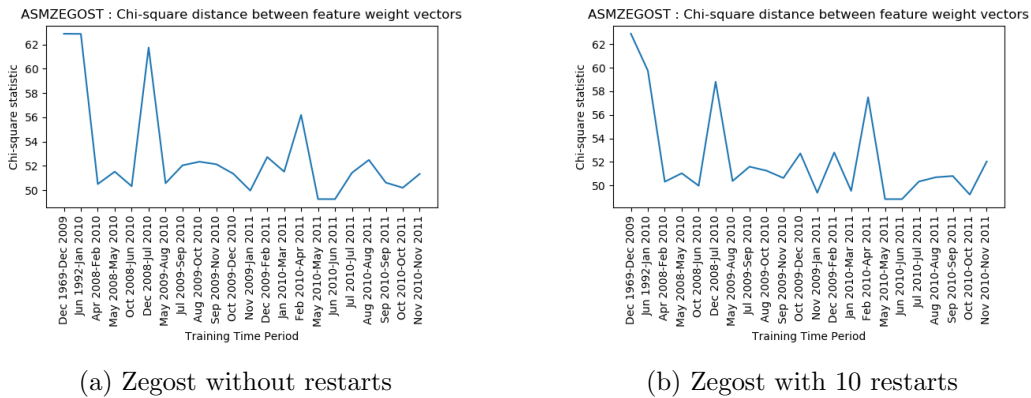 ASMZEGOST : Chi-square distance between feature weight vectors
Chi-square statistic
62
60
58
56
54
52
50
Dec 1969-Dec 2009
Jun 1992-Jan 2010
Apr 2008-Feb 2010
May 2008-May 2010
Oct 2008-Jun 2010
Dec 2008-Jul 2010
May 2009-Aug 2010
Jul 2009-Sep 2010
Aug 2009-Oct 2010
Sep 2009-Nov 2010
Oct 2009-Dec 2010
Nov 2009-Jan 2011
Dec 2009-Feb 2011
Jan 2010-Mar 2011
Feb 2010-Apr 2011
May 2010-May 2011
Jun 2010-Jun 2011
Jul 2010-Jul 2011
Aug 2010-Aug 2011
Sep 2010-Sep 2011
Oct 2010-Oct 2011
Nov 2010-Nov 2011
Training Time Period
(a) Zegost without restarts
ASMZEGOST : Chi-square distance between feature weight vectors
Chi-square statistic
62
60
58
56
54
52
50
Dec 1969-Dec 2009
Jun 1992-Jan 2010
Apr 2008-Feb 2010
May 2008-May 2010
Oct 2008-Jun 2010
Dec 2008-Jul 2010
May 2009-Aug 2010
Jul 2009-Sep 2010
Aug 2009-Oct 2010
Sep 2009-Nov 2010
Oct 2009-Dec 2010
Nov 2009-Jan 2011
Dec 2009-Feb 2011
Jan 2010-Mar 2011
Feb 2010-Apr 2011
May 2010-May 2011
Jun 2010-Jun 2011
Jul 2010-Jul 2011
Aug 2010-Aug 2011
Sep 2010-Sep 2011
Oct 2010-Oct 2011
Nov 2010-Nov 2011
Training Time Period
(b) Zegost with 10 restarts